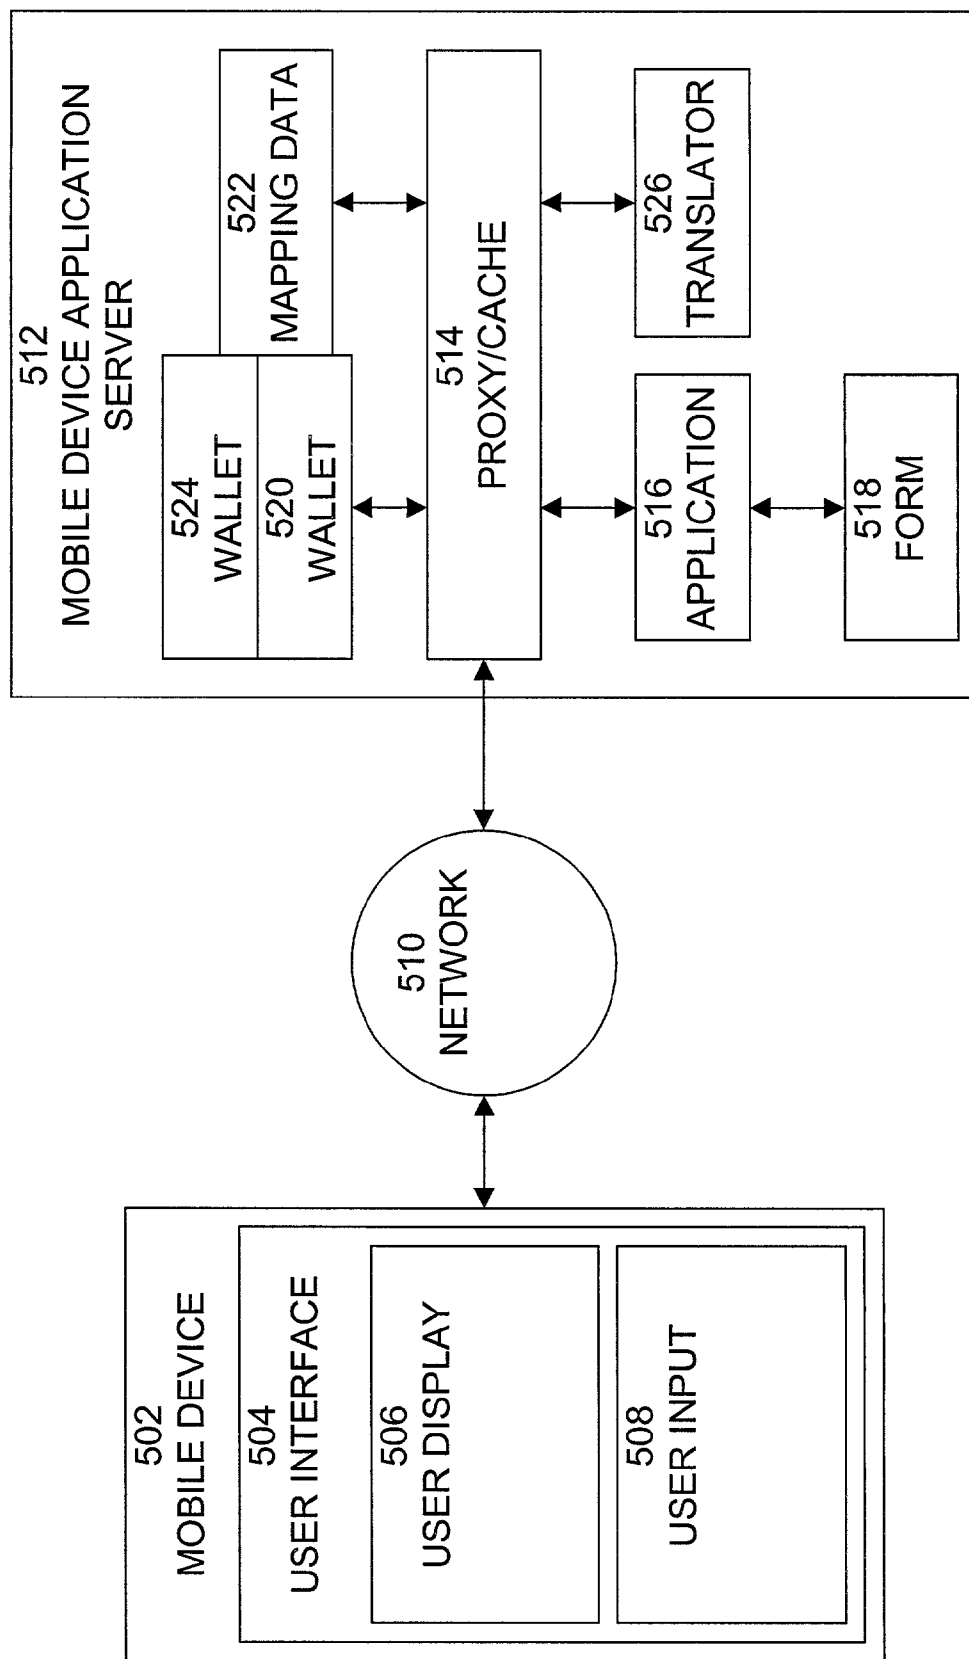 502
MOBILE DEVICE
504
USER INTERFACE
506
USER DISPLAY
508
USER INPUT
510
NETWORK
512
MOBILE DEVICE APPLICATION
SERVER
524
WALLET
520
WALLET
522
MAPPING DATA
514
PROXY/CACHE
516
APPLICATION
526
TRANSLATOR
518
FORM